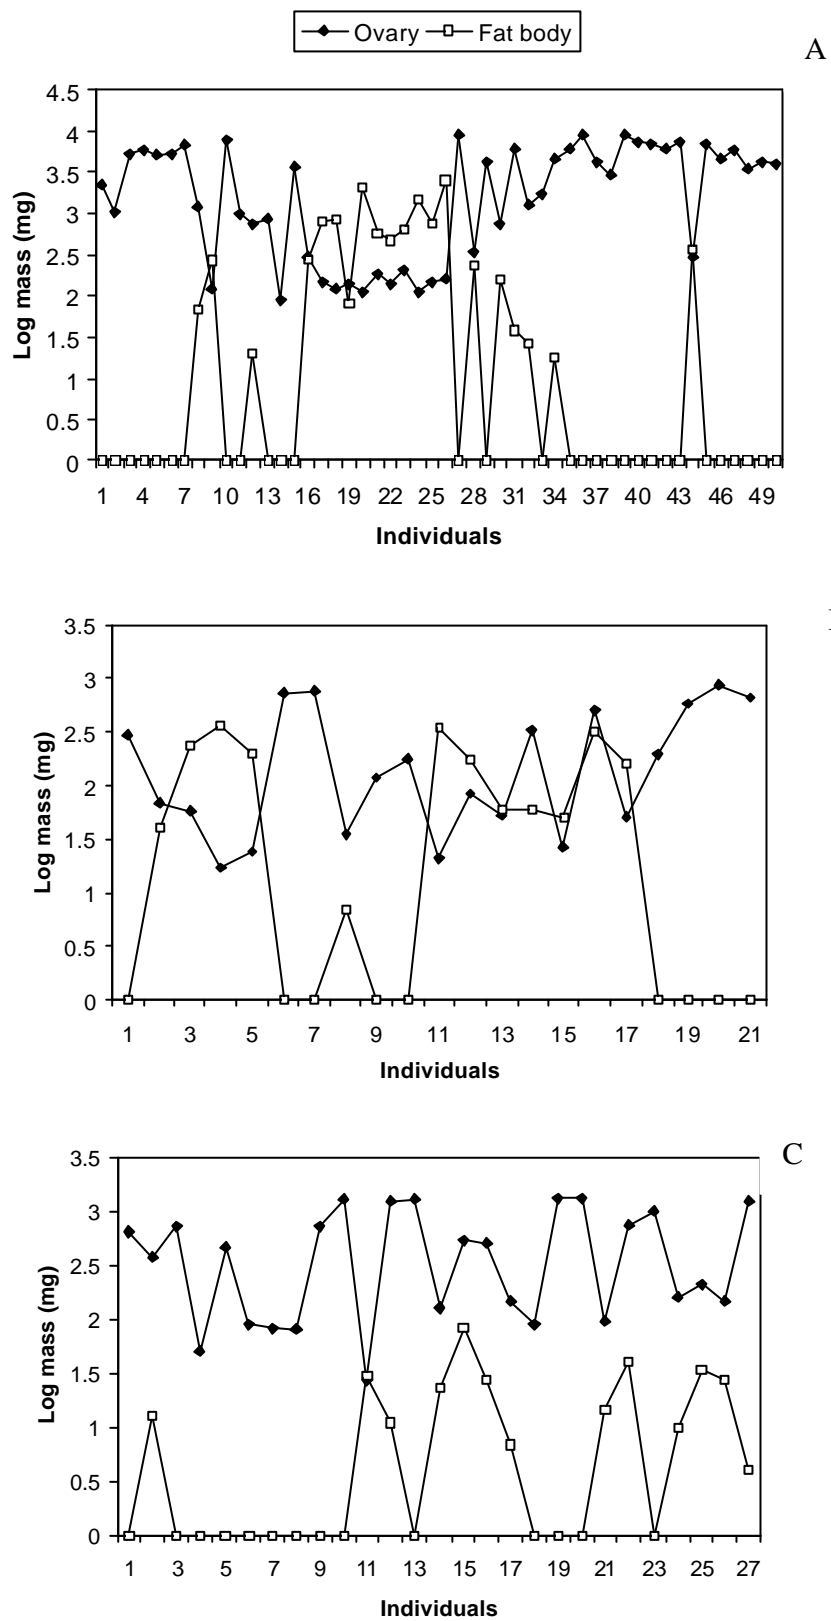 Ovary Fat body
A
4.5
4
3.5
3
2.5
2
1.5
1
0.5
0
Log mass (mg)
1 4 7 10 13 16 19 22 25 28 31 34 37 40 43 46 49
Individuals
3.5
3
2.5
2
1.5
1
0.5
0
Log mass (mg)
1 3 5 7 9 11 13 15 17 19 21
Individuals
C
3.5
3
2.5
2
1.5
1
0.5
0
Log mass (mg)
1 3 5 7 9 11 13 15 17 19 21 23 25 27
Individuals